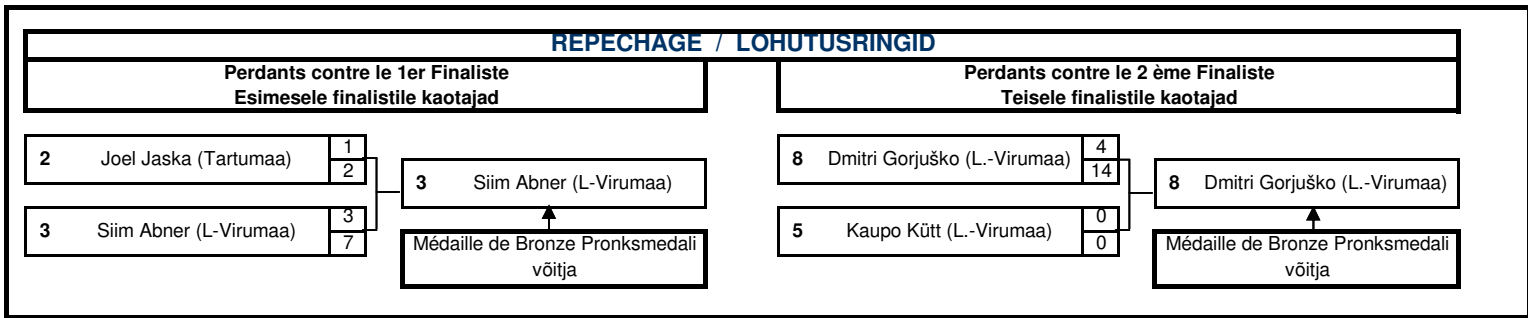 REPECHAGE / LOHUTUSRINGID
Perdants contre le 1er Finaliste
Esimesele finalistile kaotajad
Perdants contre le 2 ème Finaliste
Teisele finalistile kaotajad
2 Joel Jaska (Tartumaa) 1
2
3 Siim Abner (L-Virumaa)
3 Siim Abner (L-Virumaa) 3
7
Médaille de Bronze Pronksmedali
võitja
8 Dmitri Gorjuško (L.-Virumaa) 4
14
8 Dmitri Gorjuško (L.-Virumaa)
5 Kaupo Kütt (L.-Virumaa) 0
0
Médaille de Bronze Pronksmedali
võitja